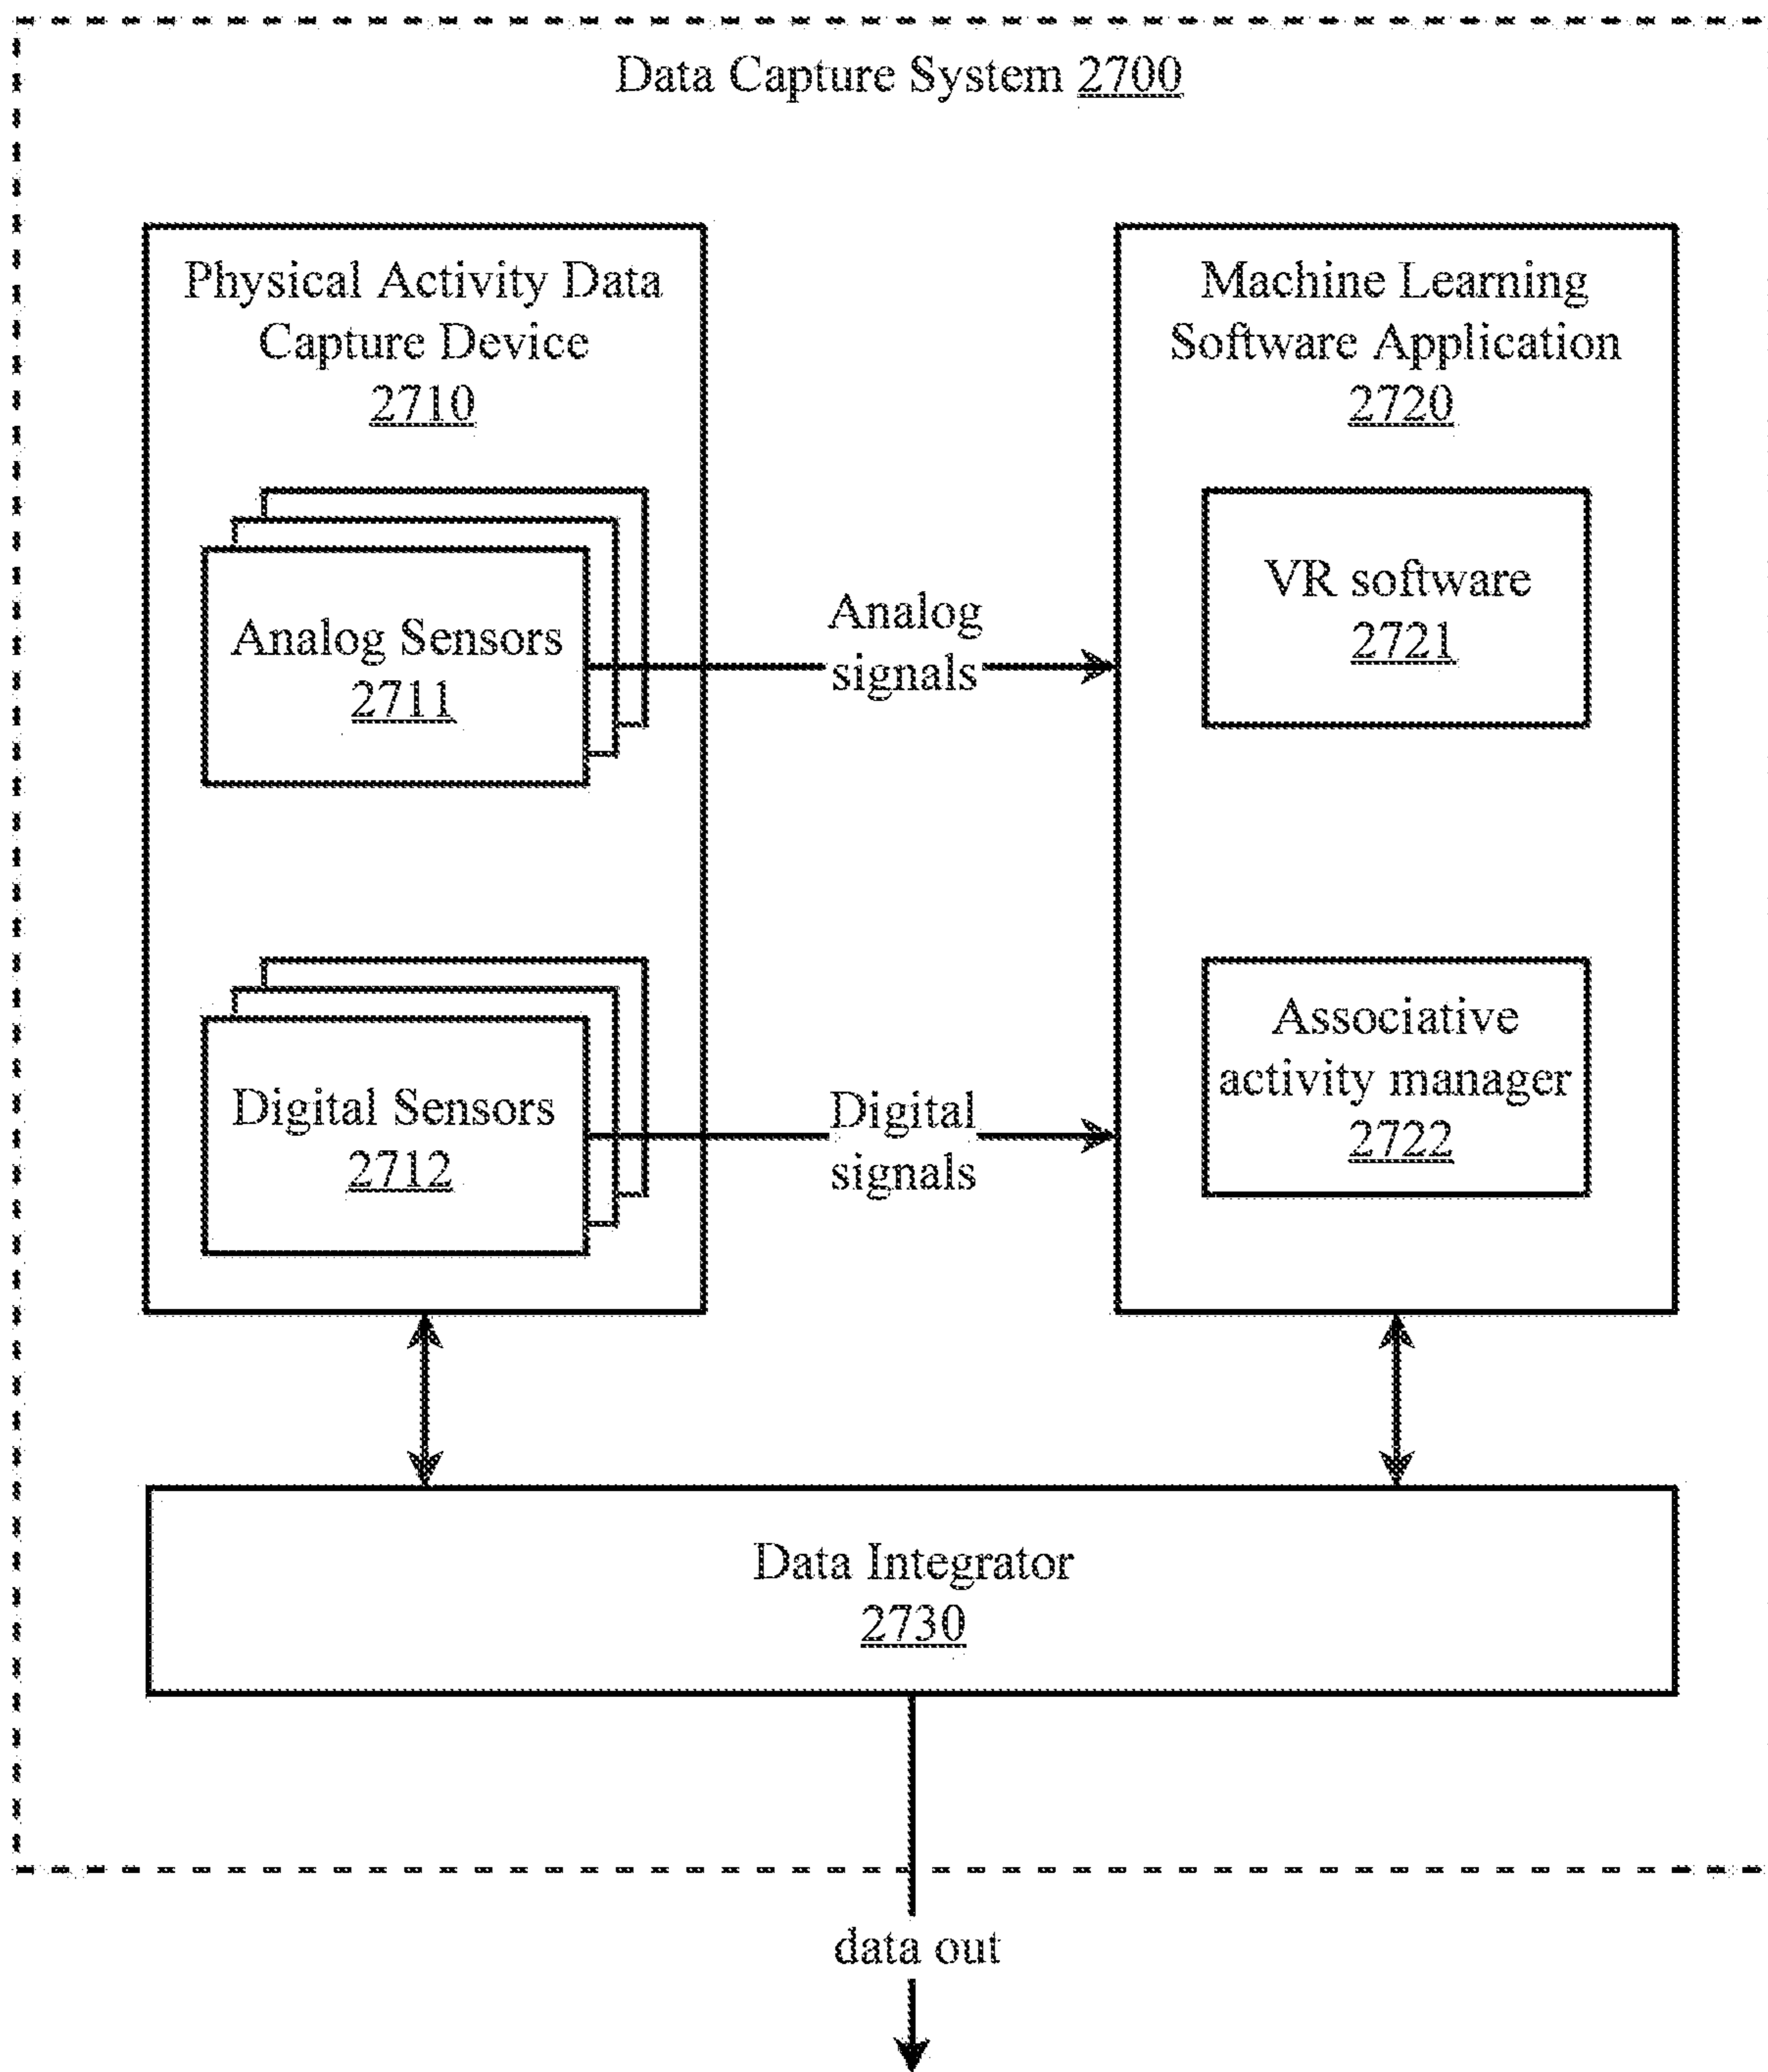 Data Capture System 2700
Physical Activity Data
Capture Device
2710
Analog Sensors
2711
Digital Sensors
2712
Analog
signals
Digital
signals
Machine Learning
Software Application
2720
VR software
2721
Associative
activity manager
2722
Data Integrator
2730
data out